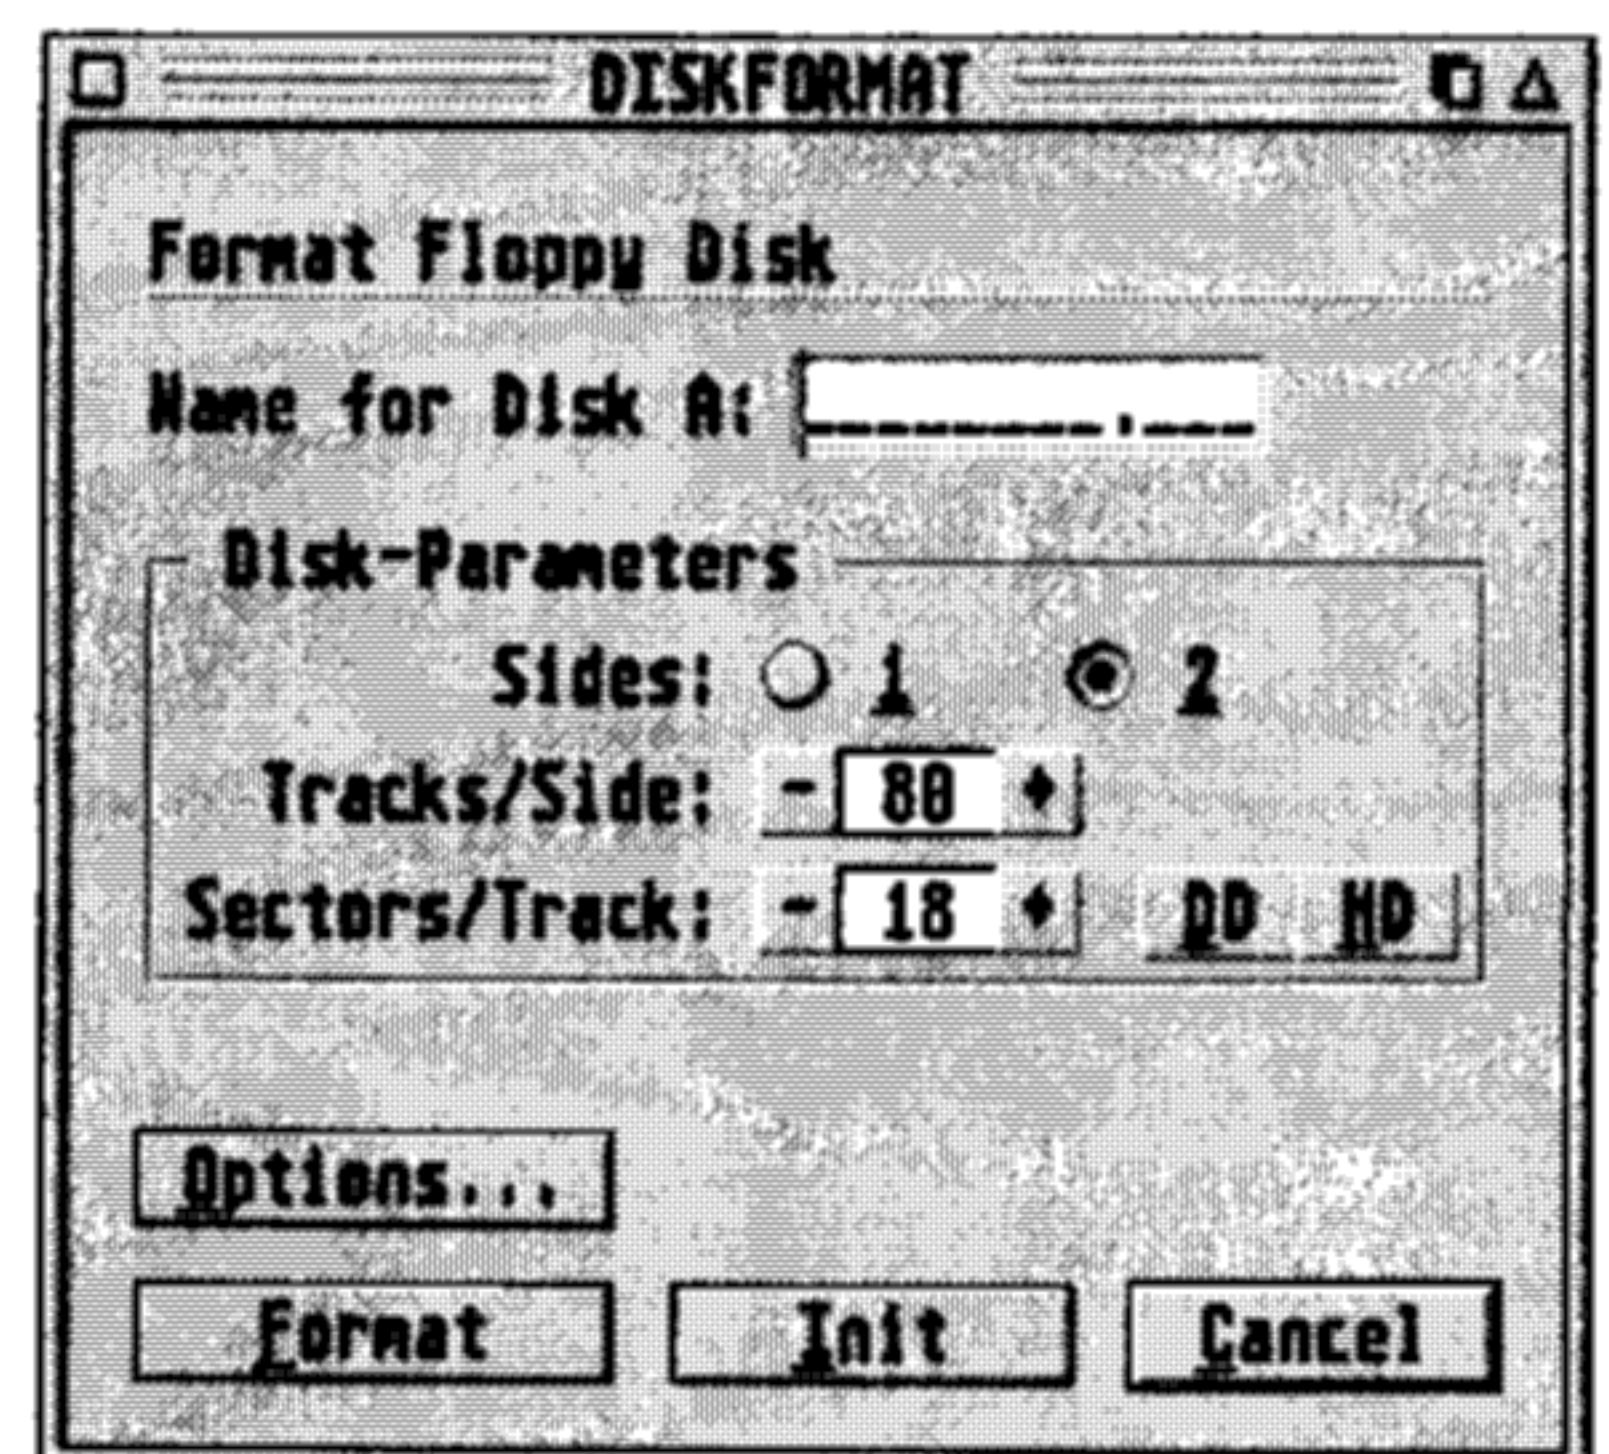 DISKFORMAT
Format Floppy Disk
Name for Disk A: ________.___
Disk-Parameters
Sides: 1 2
Tracks/Side: - 80 +
Sectors/Track: - 18 + DD HD
Options...
Format Init Cancel